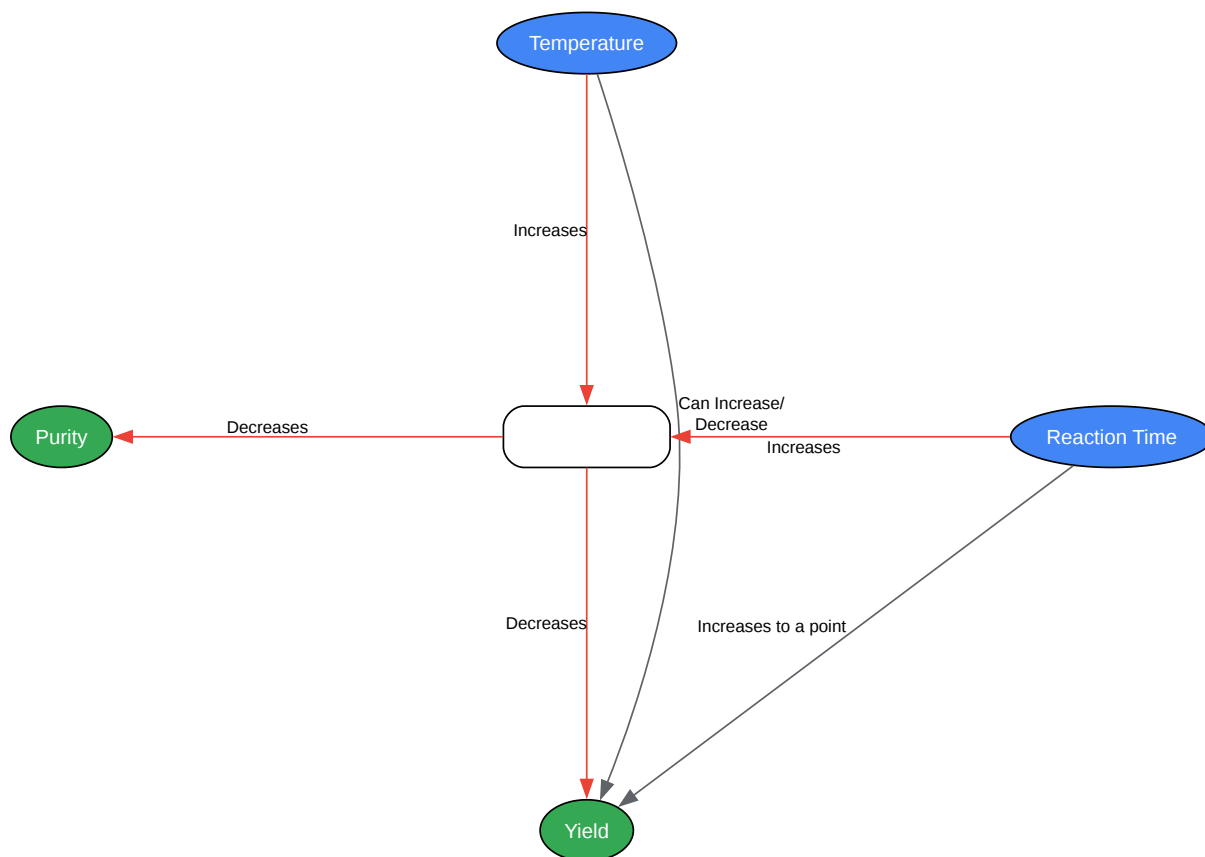 Temperature
Increases
Can Increase/
Decrease
Purity
Decreases
Increases
Reaction Time
Decreases
Increases to a point
Yield